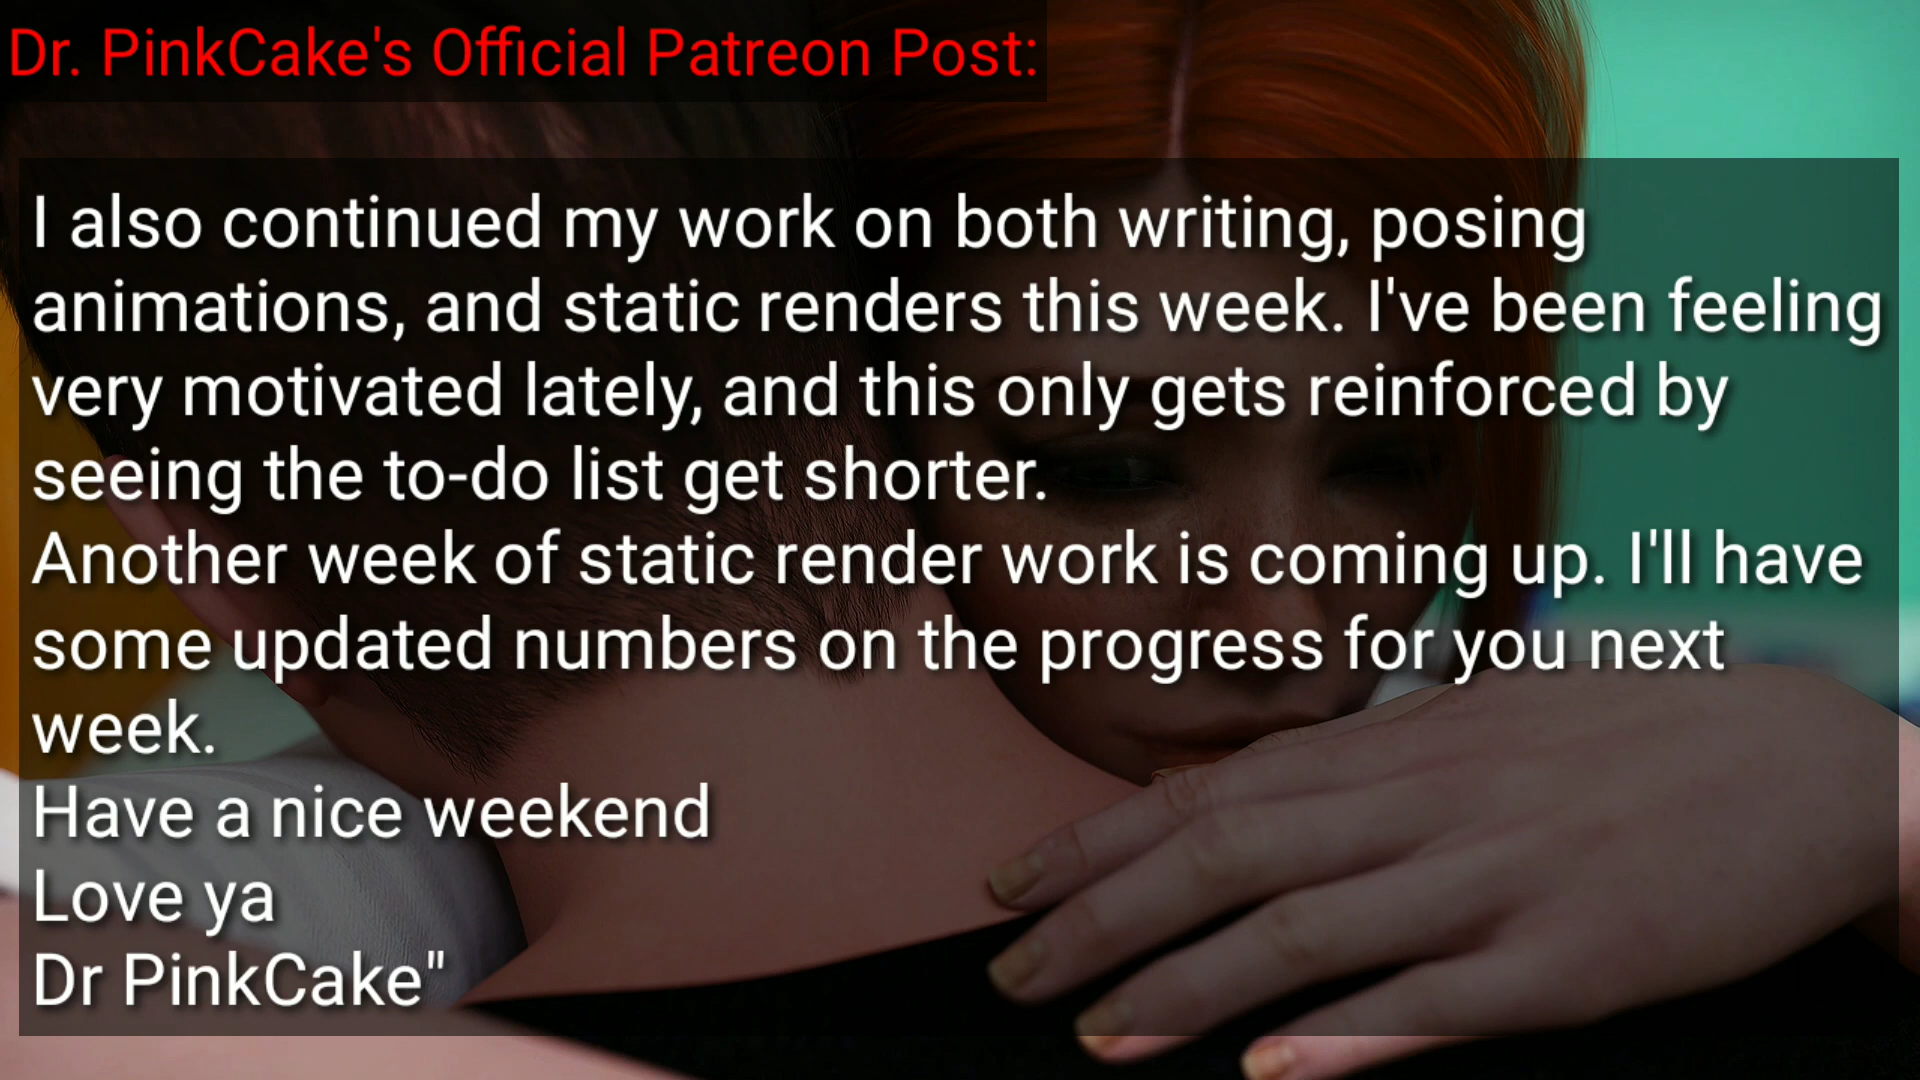 Dr. PinkCake's Official Patreon Post:
I also continued my work on both writing, posing
animations, and static renders this week. I've been feeling
very motivated lately, and this only gets reinforced by
seeing the to-do list get shorter.
Another week of static render work is coming up. I'll have
some updated numbers on the progress for you next
week.
Have a nice weekend
Love ya
Dr PinkCake"